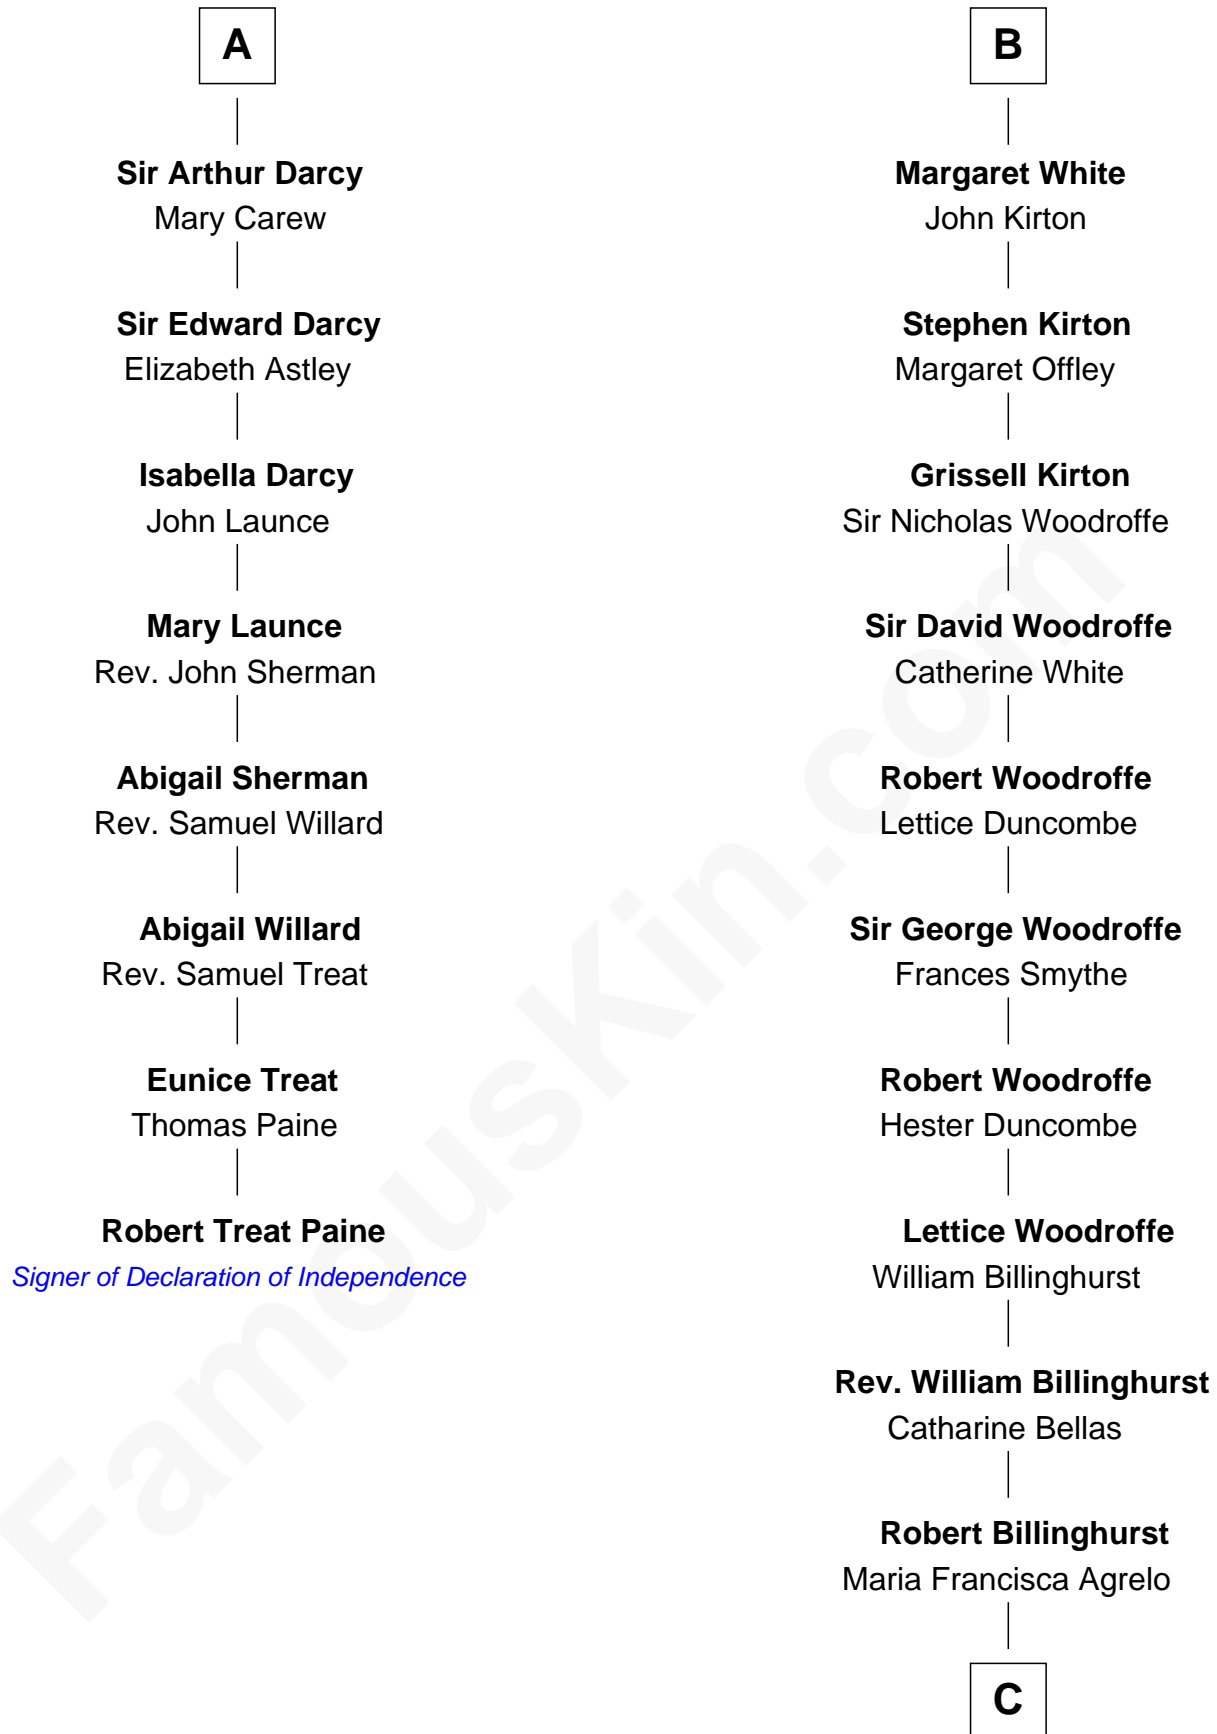 A
Sir Arthur Darcy
Mary Carew
Sir Edward Darcy
Elizabeth Astley
Isabella Darcy
John Launce
Mary Launce
Rev. John Sherman
Abigail Sherman
Rev. Samuel Willard
Abigail Willard
Rev. Samuel Treat
Eunice Treat
Thomas Paine
Robert Treat Paine
Signer of Declaration of Independence
B
Margaret White
John Kirton
Stephen Kirton
Margaret Offley
Grissell Kirton
Sir Nicholas Woodroffe
Sir David Woodroffe
Catherine White
Robert Woodroffe
Lettice Duncombe
Sir George Woodroffe
Frances Smythe
Robert Woodroffe
Hester Duncombe
Lettice Woodroffe
William Billinghurst
Rev. William Billinghurst
Catharine Bellas
Robert Billinghurst
Maria Francisca Agrelo
C
FamousKin.com